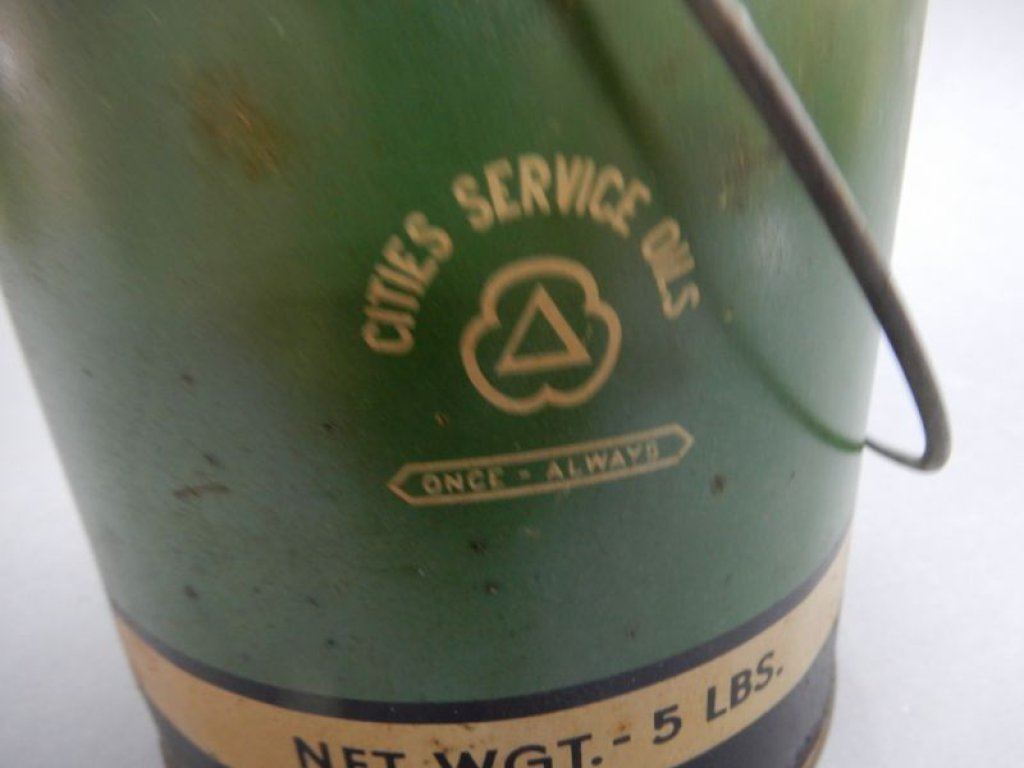 CITIES SERVICE OILS
ONCE - ALWAYS
NET WGT. - 5 LBS.